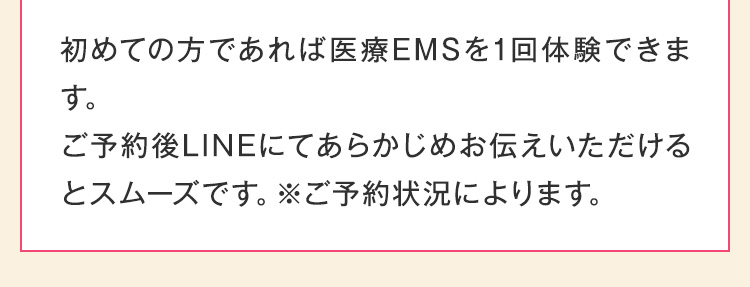 初めての方であれば医療EMSを1回体験できま
す。
ご予約後LINEにてあらかじめお伝えいただける
とスムーズです。※ご予約状況によります。